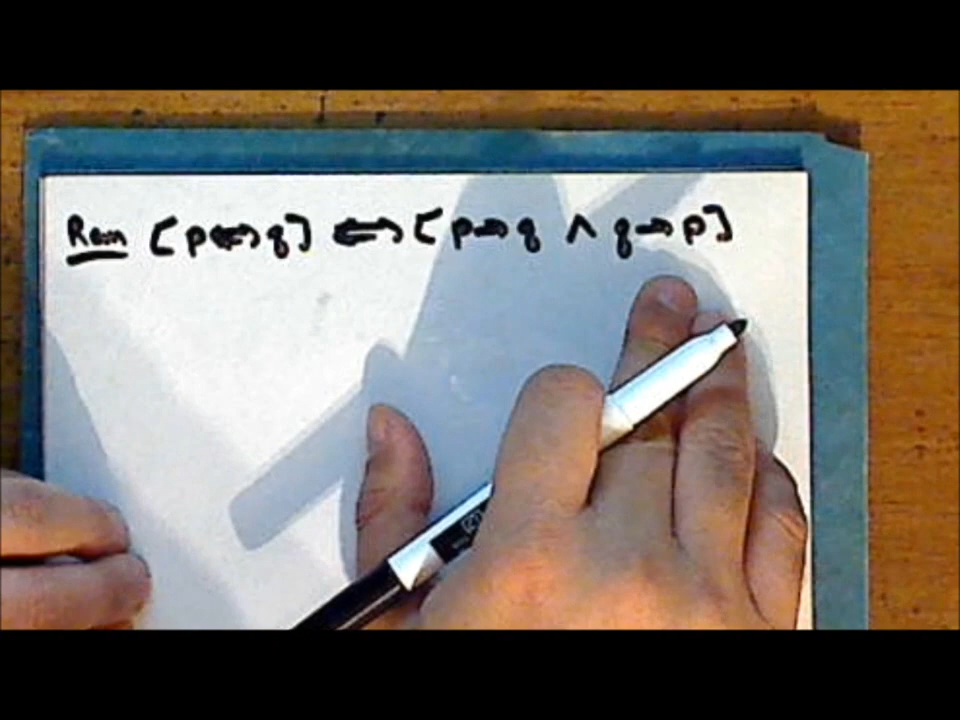 Rem [p↔q] ⟺ [p→q ∧ q→p]